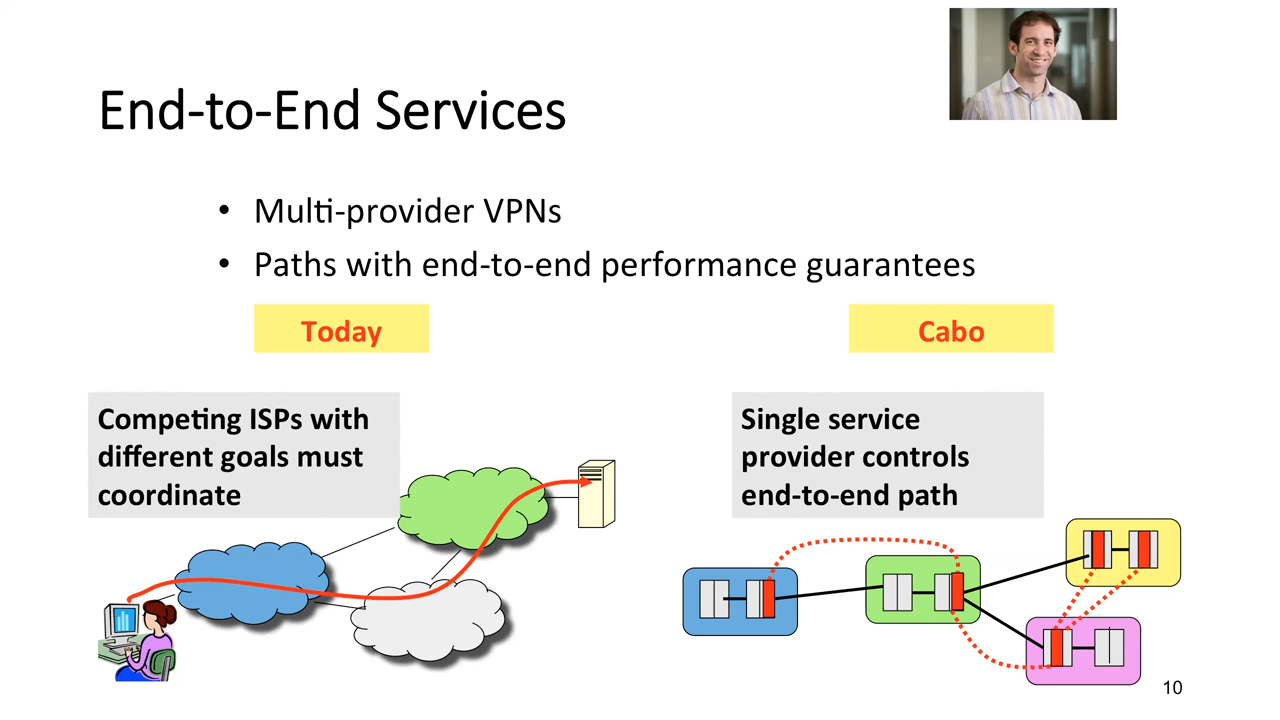 End-to-End Services
• Multi-provider VPNs
• Paths with end-to-end performance guarantees
Today
Cabo
Competing ISPs with
different goals must
coordinate
Single service
provider controls
end-to-end path
10